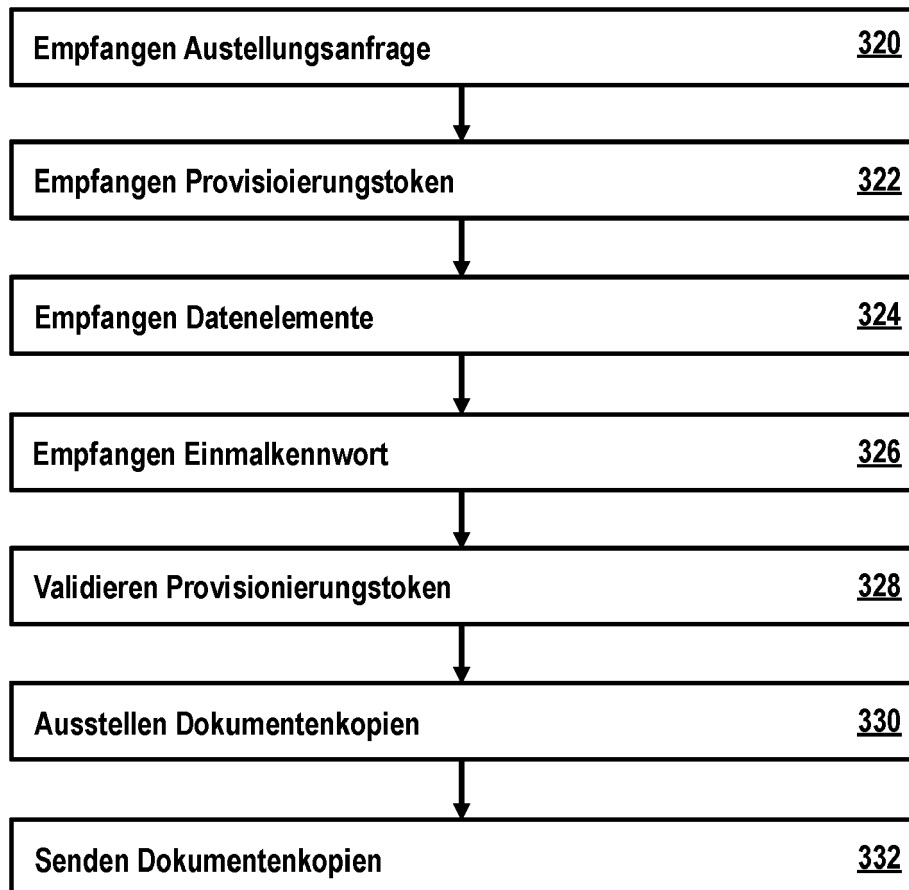 Empfangen Austellungsanfrage 320
Empfangen Provisioierungstoken 322
Empfangen Datenelemente 324
Empfangen Einmalkennwort 326
Validieren Provisionierungstoken 328
Ausstellen Dokumentenkopien 330
Senden Dokumentenkopien 332